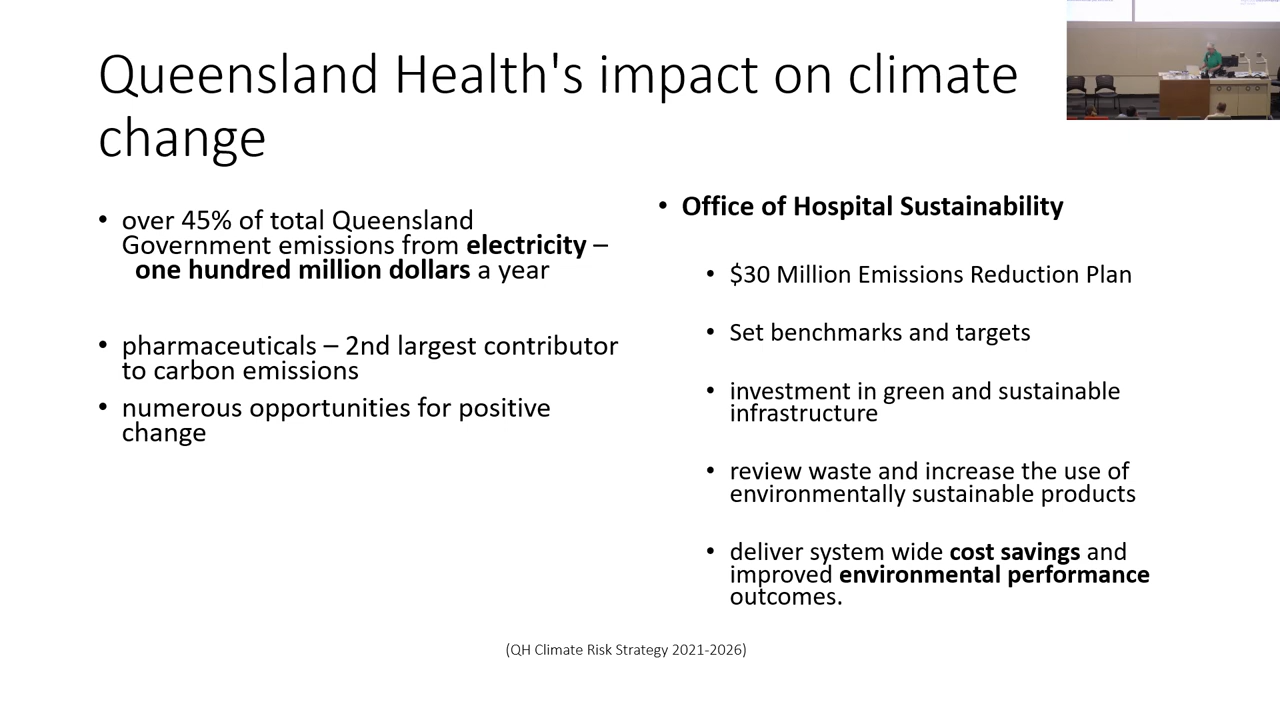 Queensland Health's impact on climate
change
• over 45% of total Queensland
Government emissions from electricity –
one hundred million dollars a year
• pharmaceuticals – 2nd largest contributor
to carbon emissions
• numerous opportunities for positive
change
• Office of Hospital Sustainability
• $30 Million Emissions Reduction Plan
• Set benchmarks and targets
• investment in green and sustainable
infrastructure
• review waste and increase the use of
environmentally sustainable products
• deliver system wide cost savings and
improved environmental performance
outcomes.
(QH Climate Risk Strategy 2021-2026)